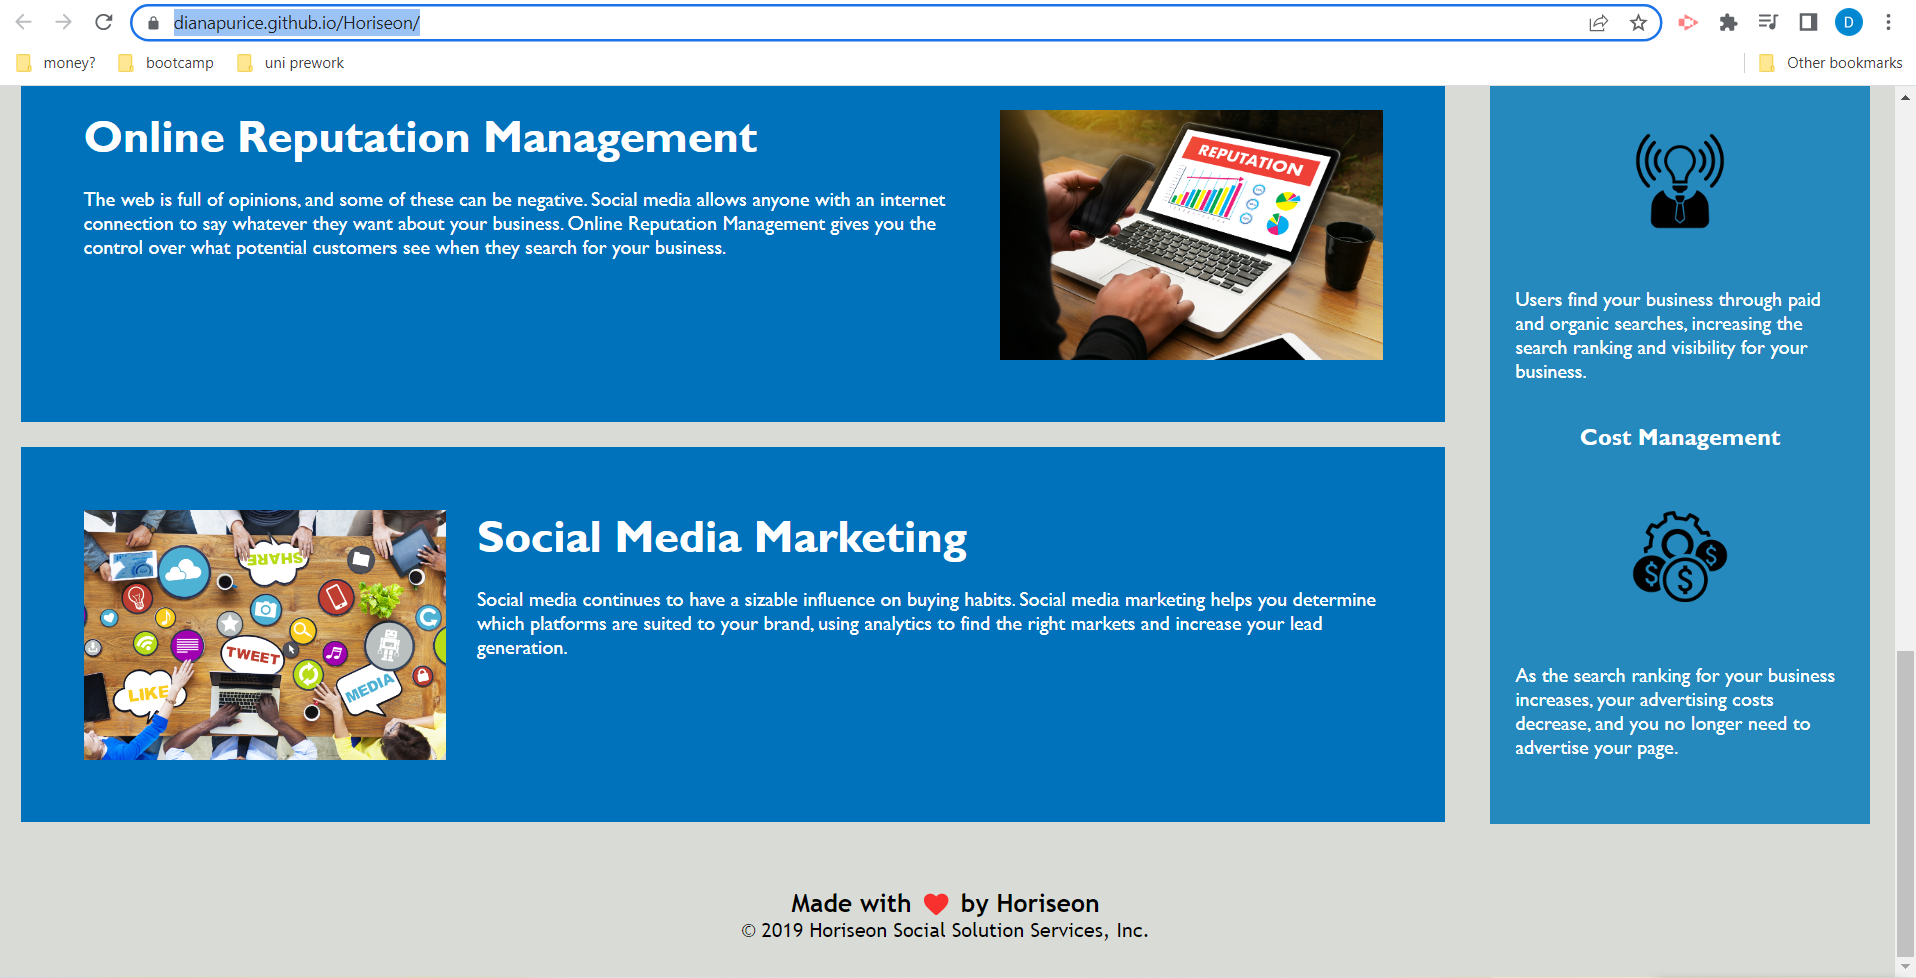 dianapurice.github.io/Horiseon/
D
money?
bootcamp
uni prework
Other bookmarks
Online Reputation Management
The web is full of opinions, and some of these can be negative. Social media allows anyone with an internet
connection to say whatever they want about your business. Online Reputation Management gives you the
control over what potential customers see when they search for your business.
REPUTATION
Social Media Marketing
Social media continues to have a sizable influence on buying habits. Social media marketing helps you determine
which platforms are suited to your brand, using analytics to find the right markets and increase your lead
generation.
SHARE
TWEET
LIKE
MEDIA
Users find your business through paid
and organic searches, increasing the
search ranking and visibility for your
business.
Cost Management
$
$
$
As the search ranking for your business
increases, your advertising costs
decrease, and you no longer need to
advertise your page.
Made with ❤️ by Horiseon
© 2019 Horiseon Social Solution Services, Inc.